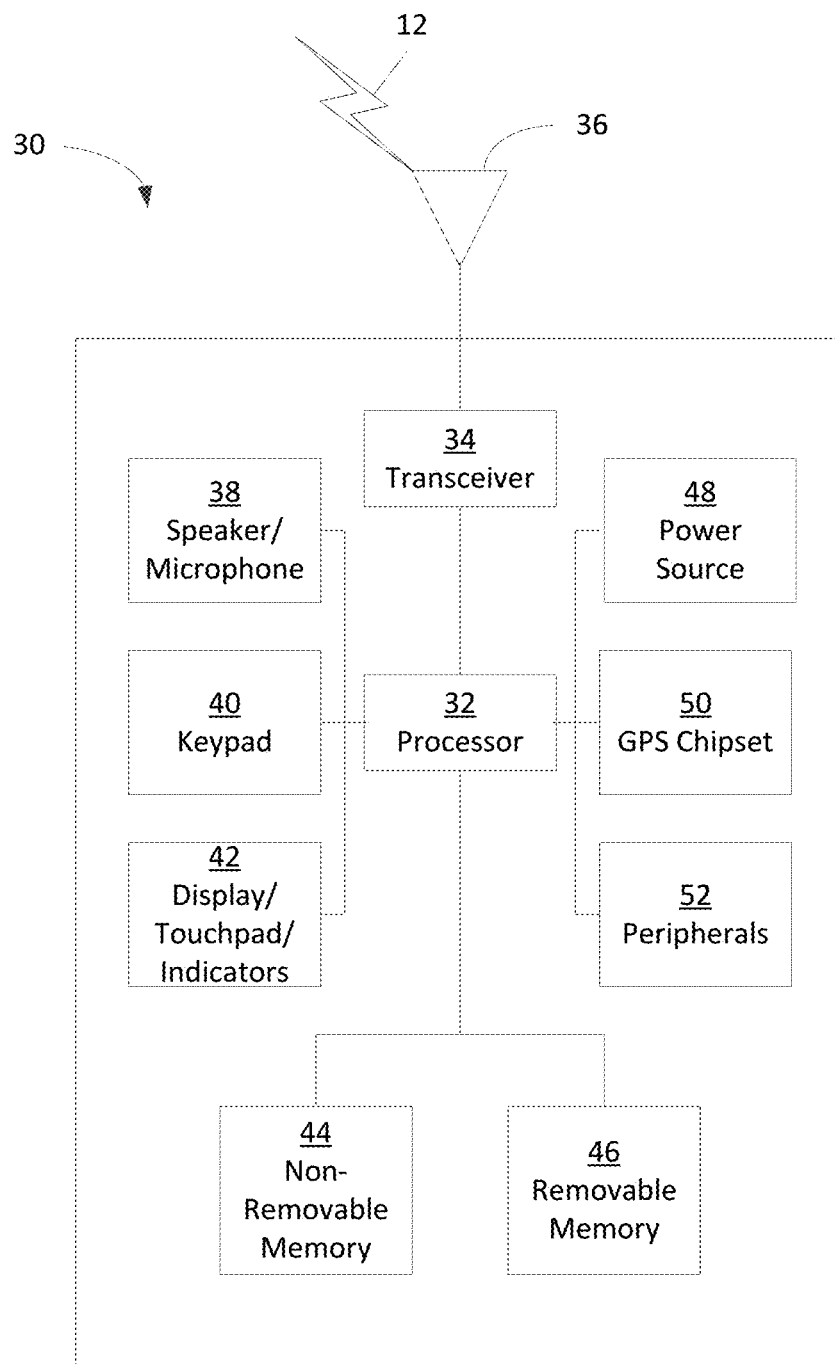 12
36
30
34
Transceiver
38
Speaker/
Microphone
48
Power
Source
40
Keypad
32
Processor
50
GPS Chipset
42
Display/
Touchpad/
Indicators
52
Peripherals
44
Non-
Removable
Memory
46
Removable
Memory